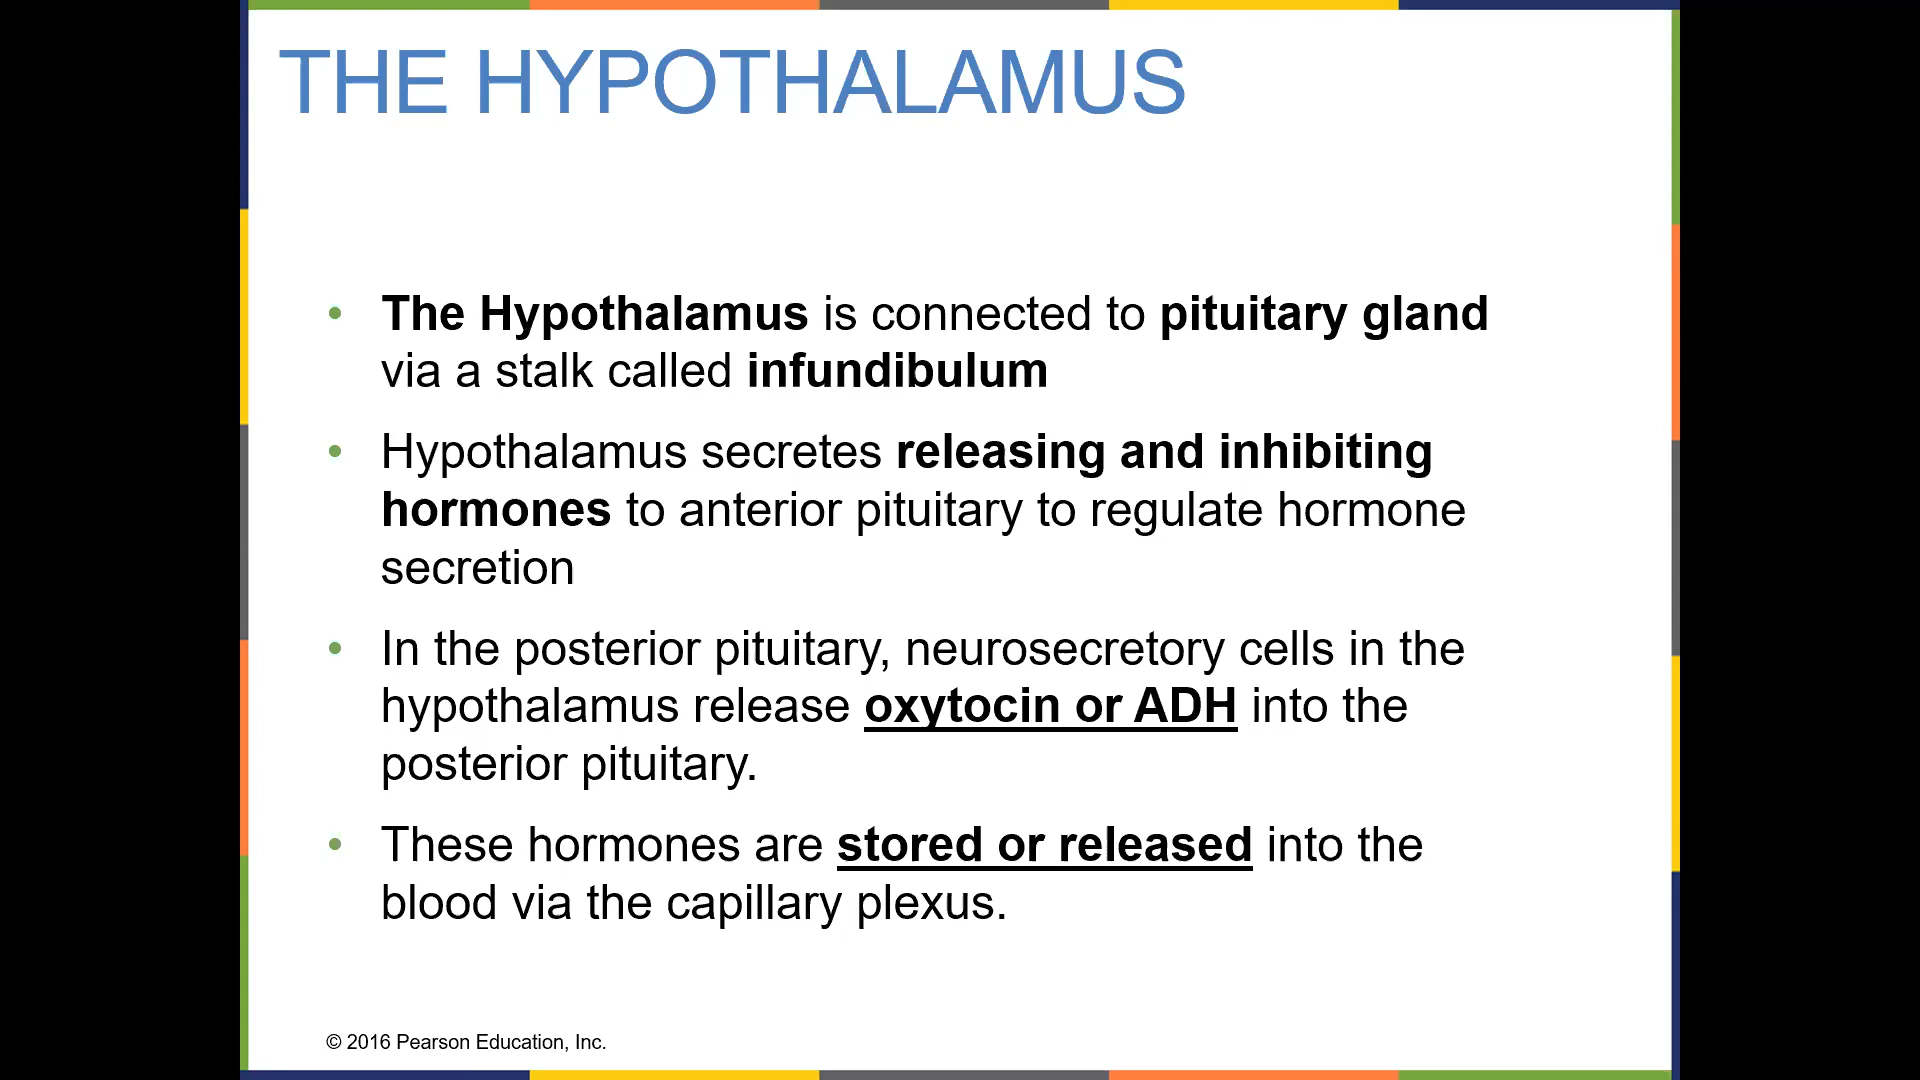 THE HYPOTHALAMUS
• The Hypothalamus is connected to pituitary gland
via a stalk called infundibulum
• Hypothalamus secretes releasing and inhibiting
hormones to anterior pituitary to regulate hormone
secretion
• In the posterior pituitary, neurosecretory cells in the
hypothalamus release oxytocin or ADH into the
posterior pituitary.
• These hormones are stored or released into the
blood via the capillary plexus.
© 2016 Pearson Education, Inc.